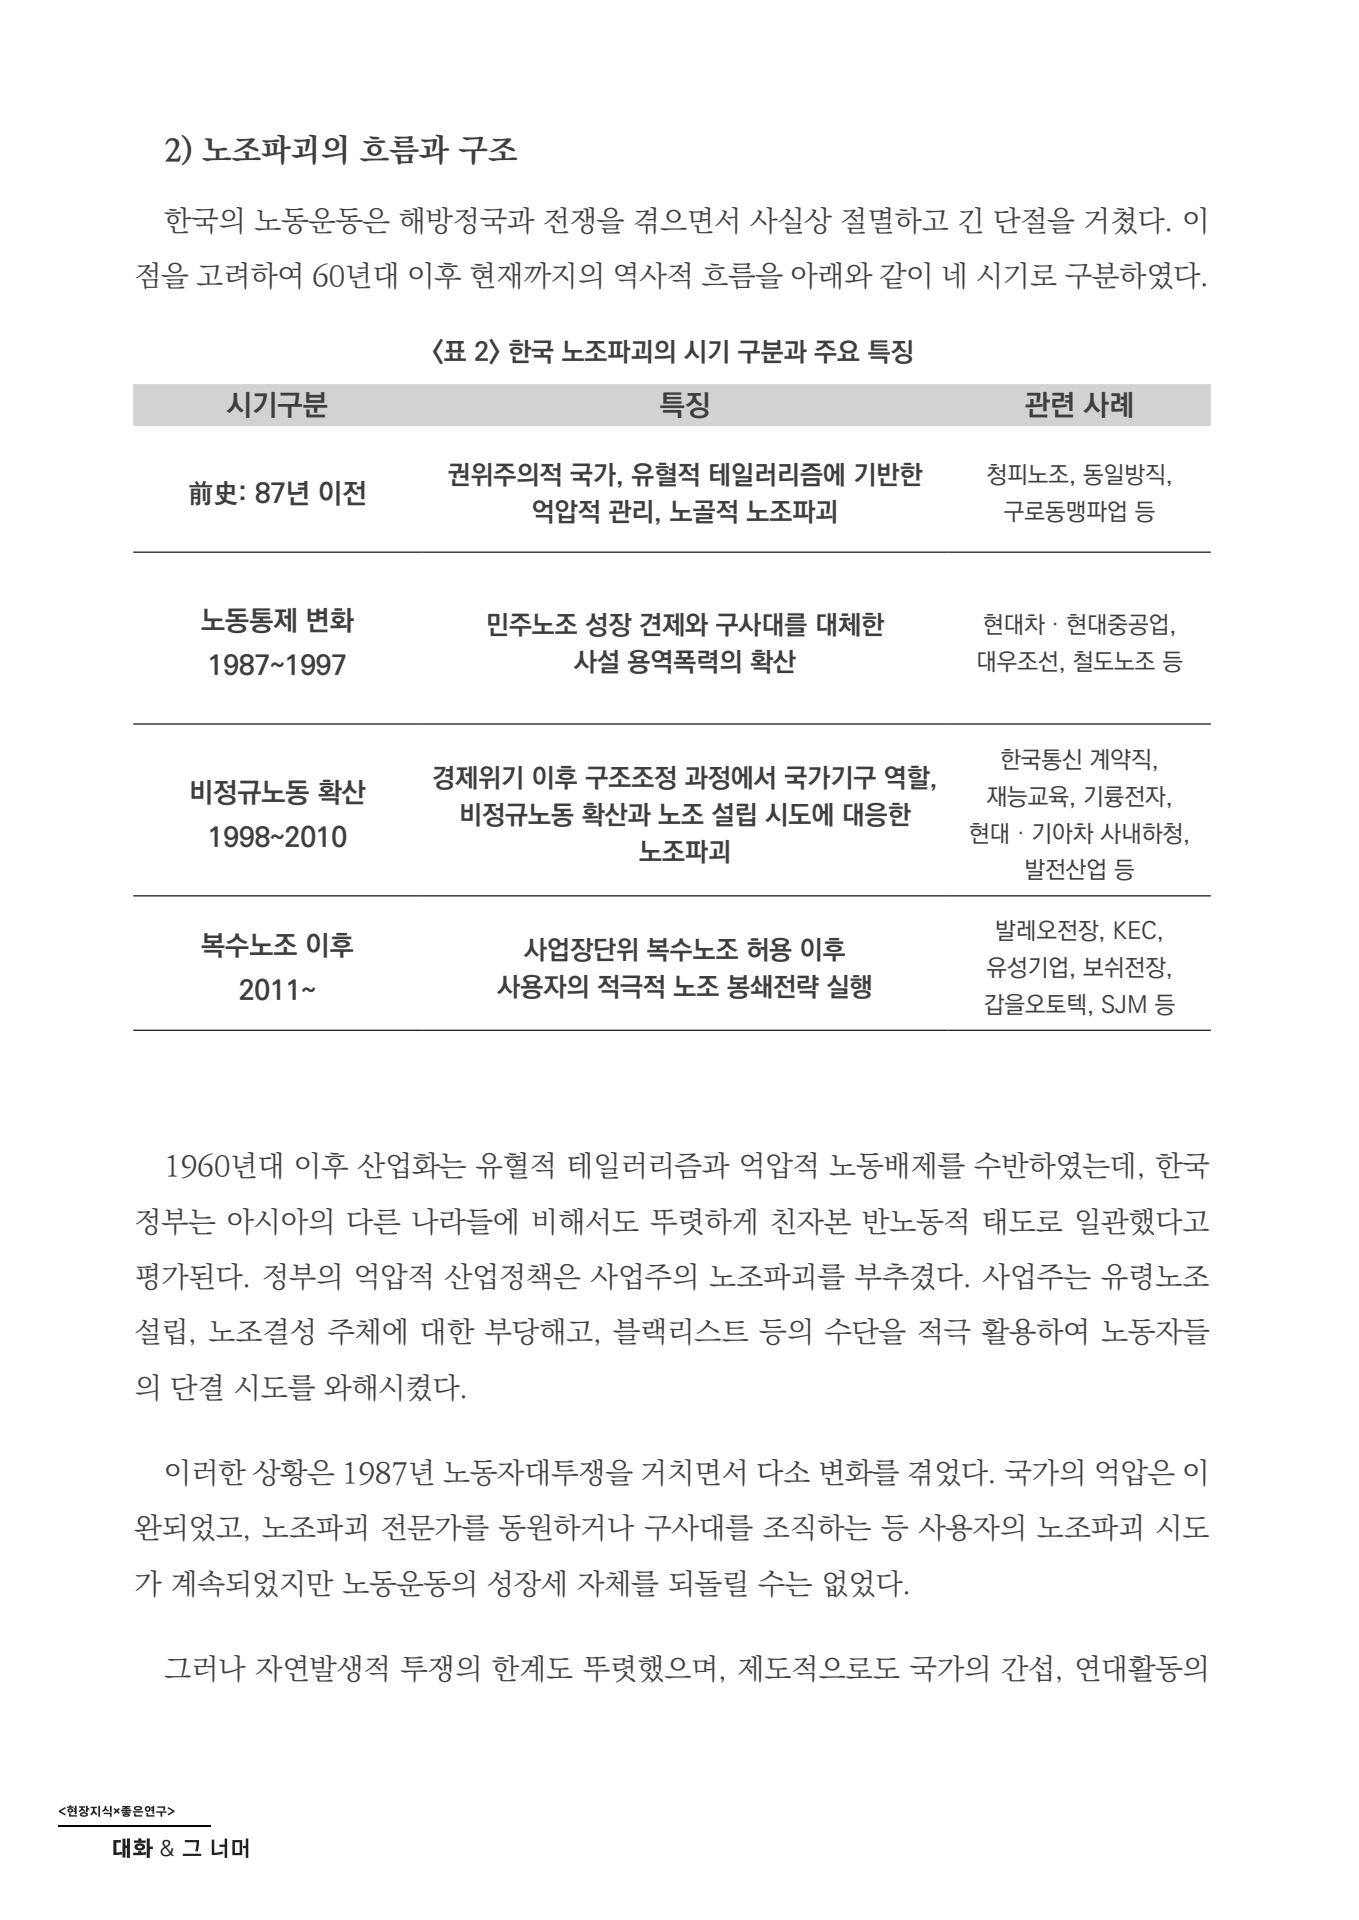 2) 노조파괴의 흐름과 구조
한국의 노동운동은 해방정국과 전쟁을 겪으면서 사실상 절멸하고 긴 단절을 거쳤다. 이
점을 고려하여 60년대 이후 현재까지의 역사적 흐름을 아래와 같이 네 시기로 구분하였다.
〈표 2〉 한국 노조파괴의 시기 구분과 주요 특징
시기구분 특징 관련 사례
前史: 87년 이전
권위주의적 국가, 유혈적 테일러리즘에 기반한
억압적 관리, 노골적 노조파괴
청피노조, 동일방직,
구로동맹파업 등
노동통제 변화
1987~1997
민주노조 성장 견제와 구사대를 대체한
사설 용역폭력의 확산
현대차 · 현대중공업,
대우조선, 철도노조 등
비정규노동 확산
1998~2010
경제위기 이후 구조조정 과정에서 국가기구 역할,
비정규노동 확산과 노조 설립 시도에 대응한
노조파괴
한국통신 계약직,
재능교육, 기륭전자,
현대 · 기아차 사내하청,
발전산업 등
복수노조 이후
2011~
사업장단위 복수노조 허용 이후
사용자의 적극적 노조 봉쇄전략 실행
발레오전장, KEC,
유성기업, 보쉬전장,
갑을오토텍, SJM 등
1960년대 이후 산업화는 유혈적 테일러리즘과 억압적 노동배제를 수반하였는데, 한국
정부는 아시아의 다른 나라들에 비해서도 뚜렷하게 친자본 반노동적 태도로 일관했다고
평가된다. 정부의 억압적 산업정책은 사업주의 노조파괴를 부추겼다. 사업주는 유령노조
설립, 노조결성 주체에 대한 부당해고, 블랙리스트 등의 수단을 적극 활용하여 노동자들
의 단결 시도를 와해시켰다.
이러한 상황은 1987년 노동자대투쟁을 거치면서 다소 변화를 겪었다. 국가의 억압은 이
완되었고, 노조파괴 전문가를 동원하거나 구사대를 조직하는 등 사용자의 노조파괴 시도
가 계속되었지만 노동운동의 성장세 자체를 되돌릴 수는 없었다.
그러나 자연발생적 투쟁의 한계도 뚜렷했으며, 제도적으로도 국가의 간섭, 연대활동의
<현장지식×좋은연구>
대화 & 그 너머